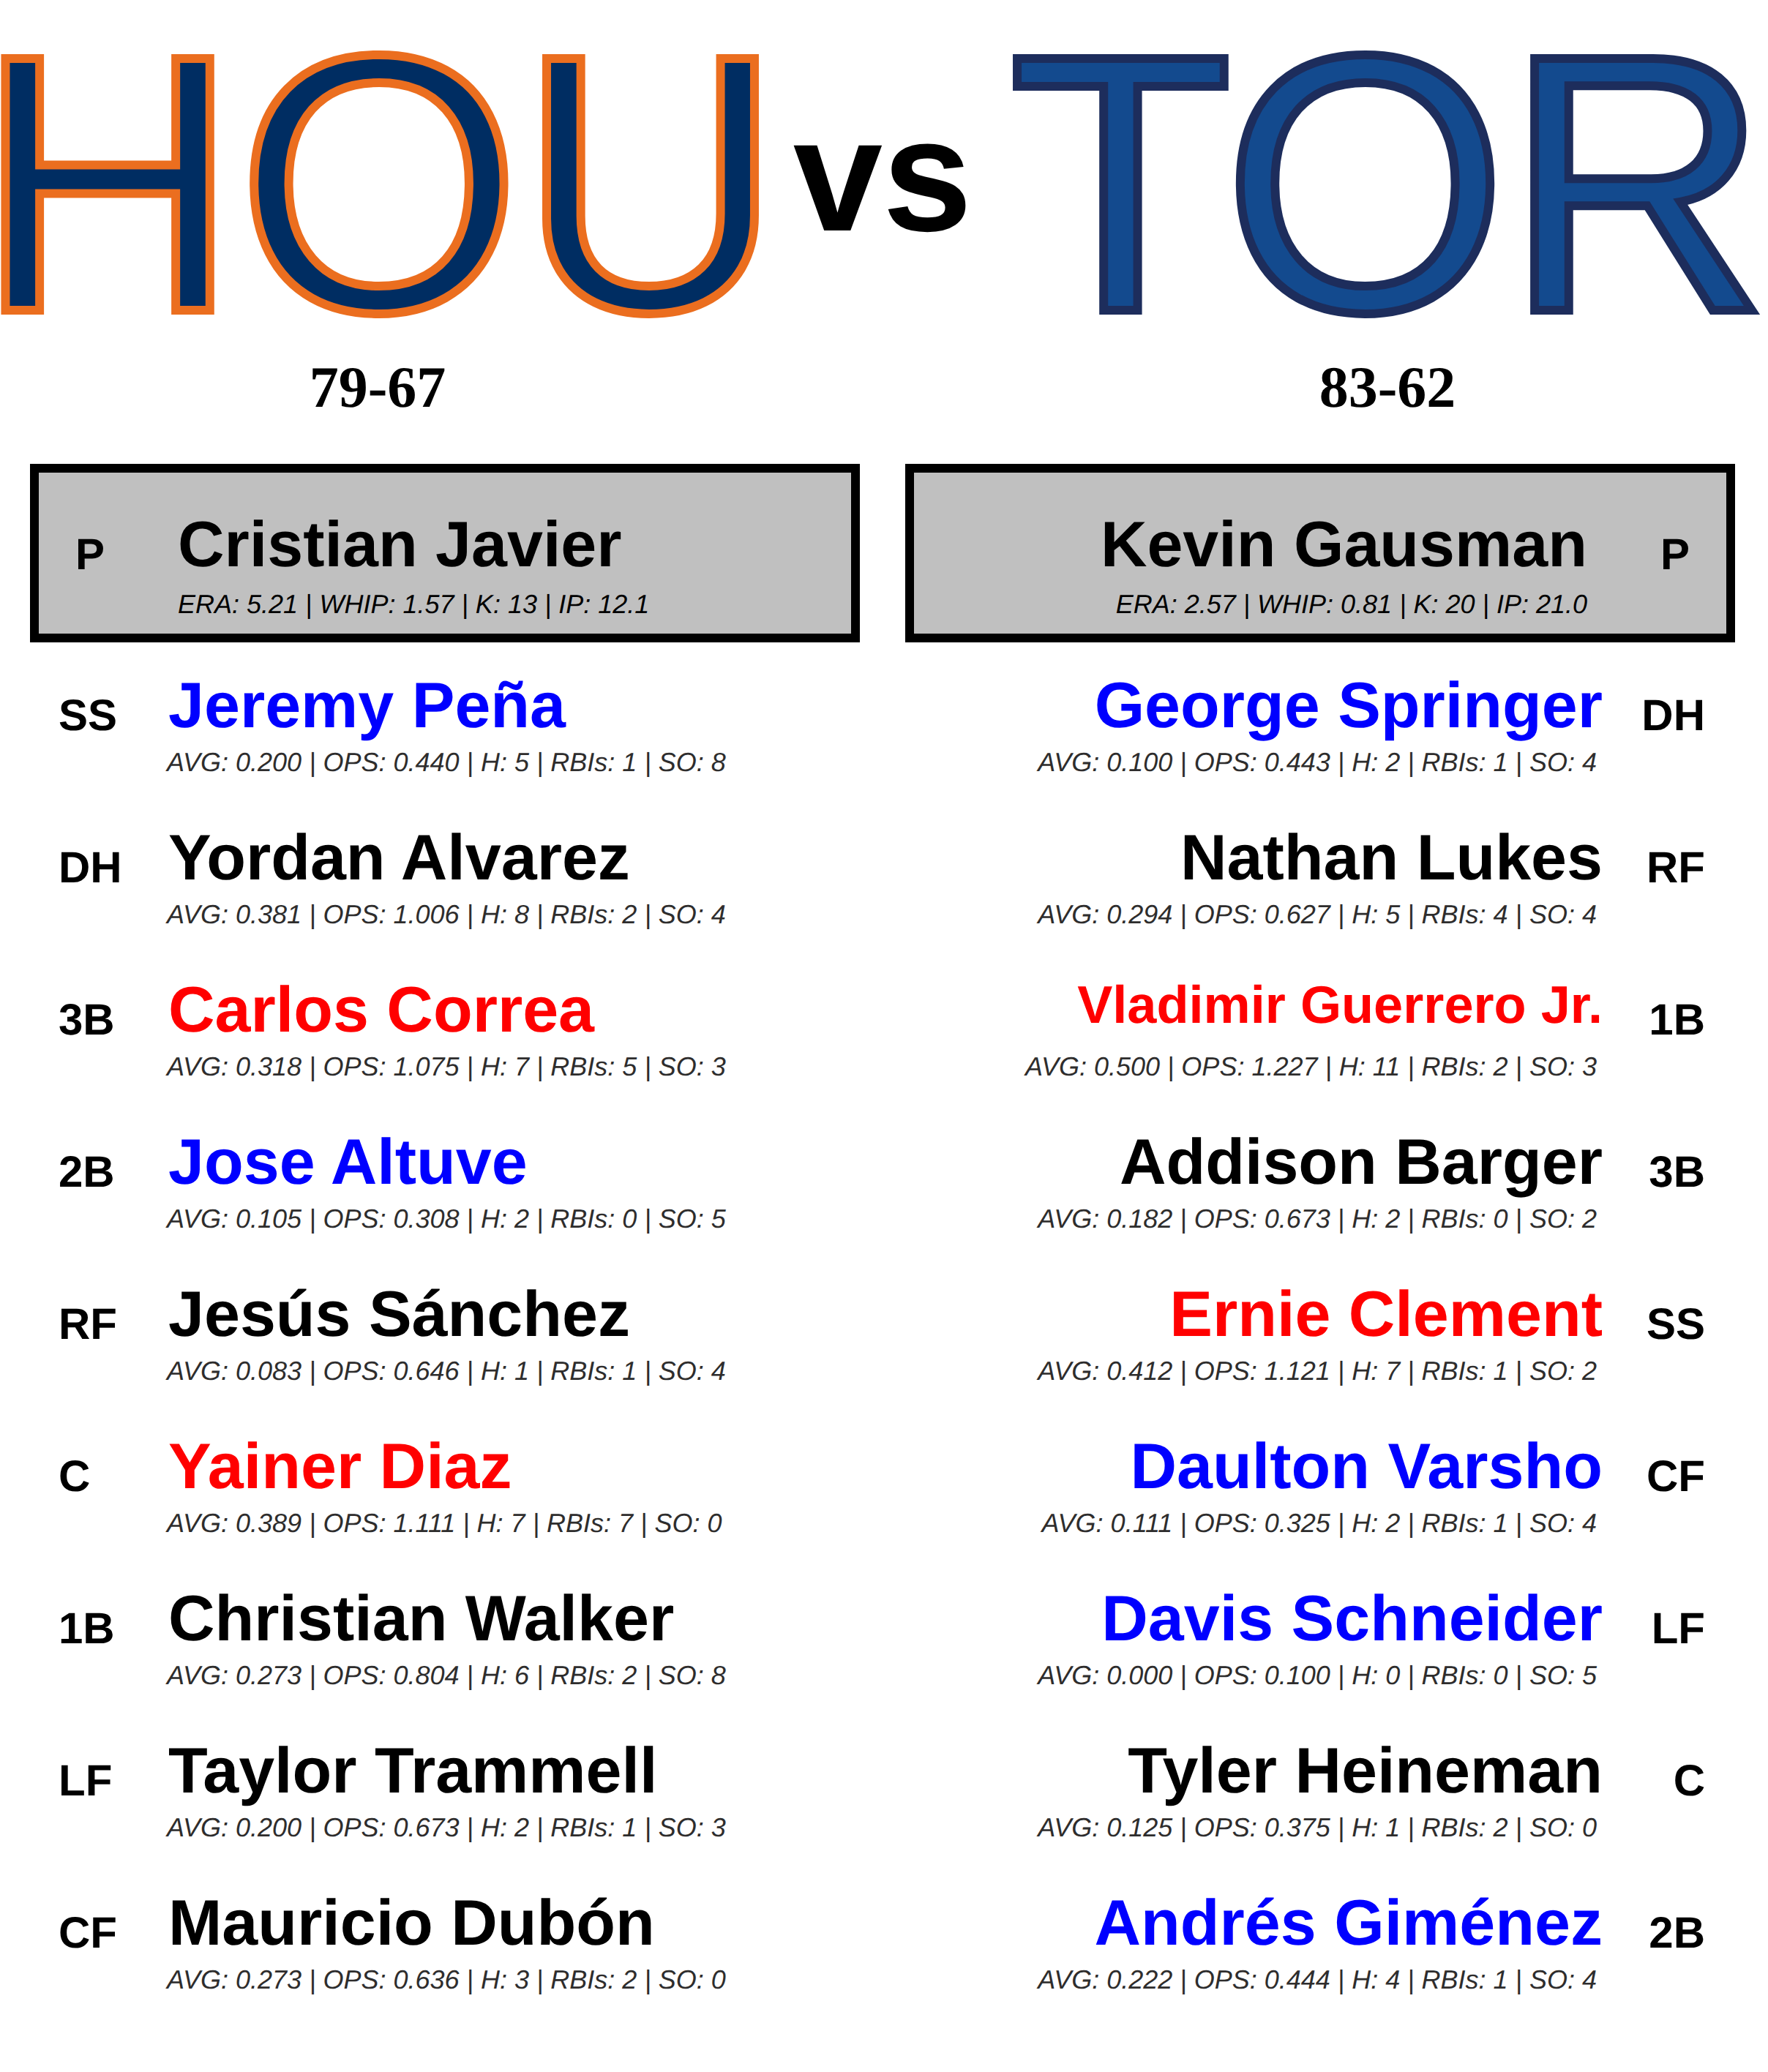 HOU vs TOR
79-67
83-62
P Cristian Javier
ERA: 5.21 | WHIP: 1.57 | K: 13 | IP: 12.1
Kevin Gausman P
ERA: 2.57 | WHIP: 0.81 | K: 20 | IP: 21.0
SS Jeremy Peña
AVG: 0.200 | OPS: 0.440 | H: 5 | RBIs: 1 | SO: 8
DH Yordan Alvarez
AVG: 0.381 | OPS: 1.006 | H: 8 | RBIs: 2 | SO: 4
3B Carlos Correa
AVG: 0.318 | OPS: 1.075 | H: 7 | RBIs: 5 | SO: 3
2B Jose Altuve
AVG: 0.105 | OPS: 0.308 | H: 2 | RBIs: 0 | SO: 5
RF Jesús Sánchez
AVG: 0.083 | OPS: 0.646 | H: 1 | RBIs: 1 | SO: 4
C Yainer Diaz
AVG: 0.389 | OPS: 1.111 | H: 7 | RBIs: 7 | SO: 0
1B Christian Walker
AVG: 0.273 | OPS: 0.804 | H: 6 | RBIs: 2 | SO: 8
LF Taylor Trammell
AVG: 0.200 | OPS: 0.673 | H: 2 | RBIs: 1 | SO: 3
CF Mauricio Dubón
AVG: 0.273 | OPS: 0.636 | H: 3 | RBIs: 2 | SO: 0
George Springer DH
AVG: 0.100 | OPS: 0.443 | H: 2 | RBIs: 1 | SO: 4
Nathan Lukes RF
AVG: 0.294 | OPS: 0.627 | H: 5 | RBIs: 4 | SO: 4
Vladimir Guerrero Jr. 1B
AVG: 0.500 | OPS: 1.227 | H: 11 | RBIs: 2 | SO: 3
Addison Barger 3B
AVG: 0.182 | OPS: 0.673 | H: 2 | RBIs: 0 | SO: 2
Ernie Clement SS
AVG: 0.412 | OPS: 1.121 | H: 7 | RBIs: 1 | SO: 2
Daulton Varsho CF
AVG: 0.111 | OPS: 0.325 | H: 2 | RBIs: 1 | SO: 4
Davis Schneider LF
AVG: 0.000 | OPS: 0.100 | H: 0 | RBIs: 0 | SO: 5
Tyler Heineman C
AVG: 0.125 | OPS: 0.375 | H: 1 | RBIs: 2 | SO: 0
Andrés Giménez 2B
AVG: 0.222 | OPS: 0.444 | H: 4 | RBIs: 1 | SO: 4